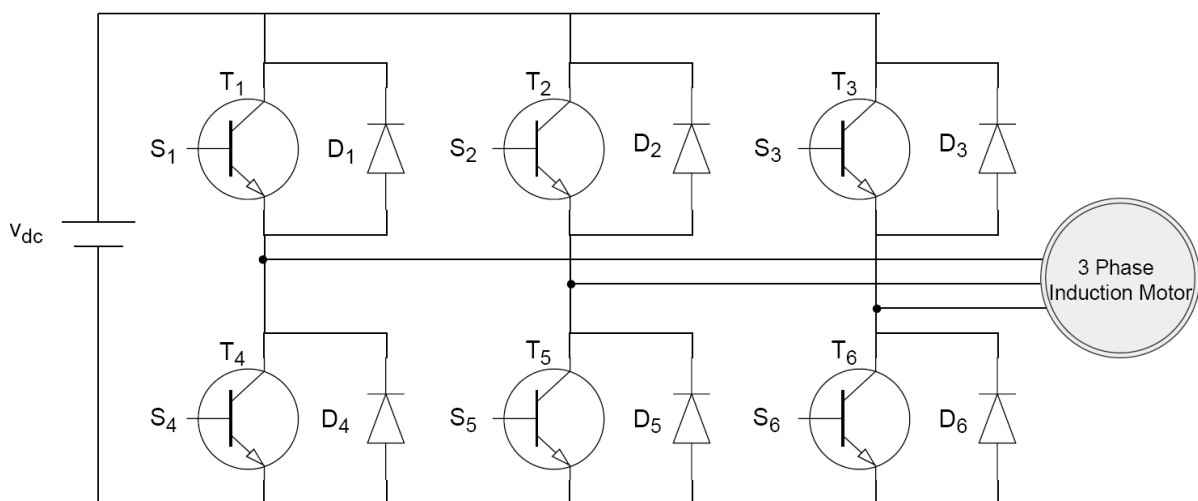 T1 T2 T3
S1 D1 S2 D2 S3 D3
vdc
3 Phase
Induction Motor
T4 T5 T6
S4 D4 S5 D5 S6 D6